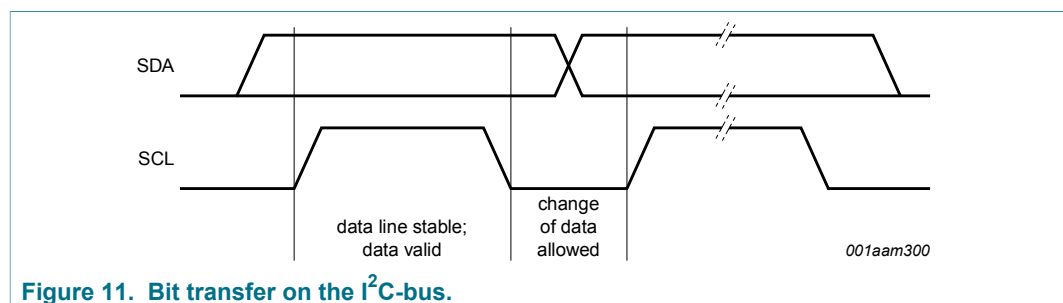 SDA
SCL
data line stable;
data valid
change
of data
allowed
001aam300
Figure 11. Bit transfer on the I²C-bus.